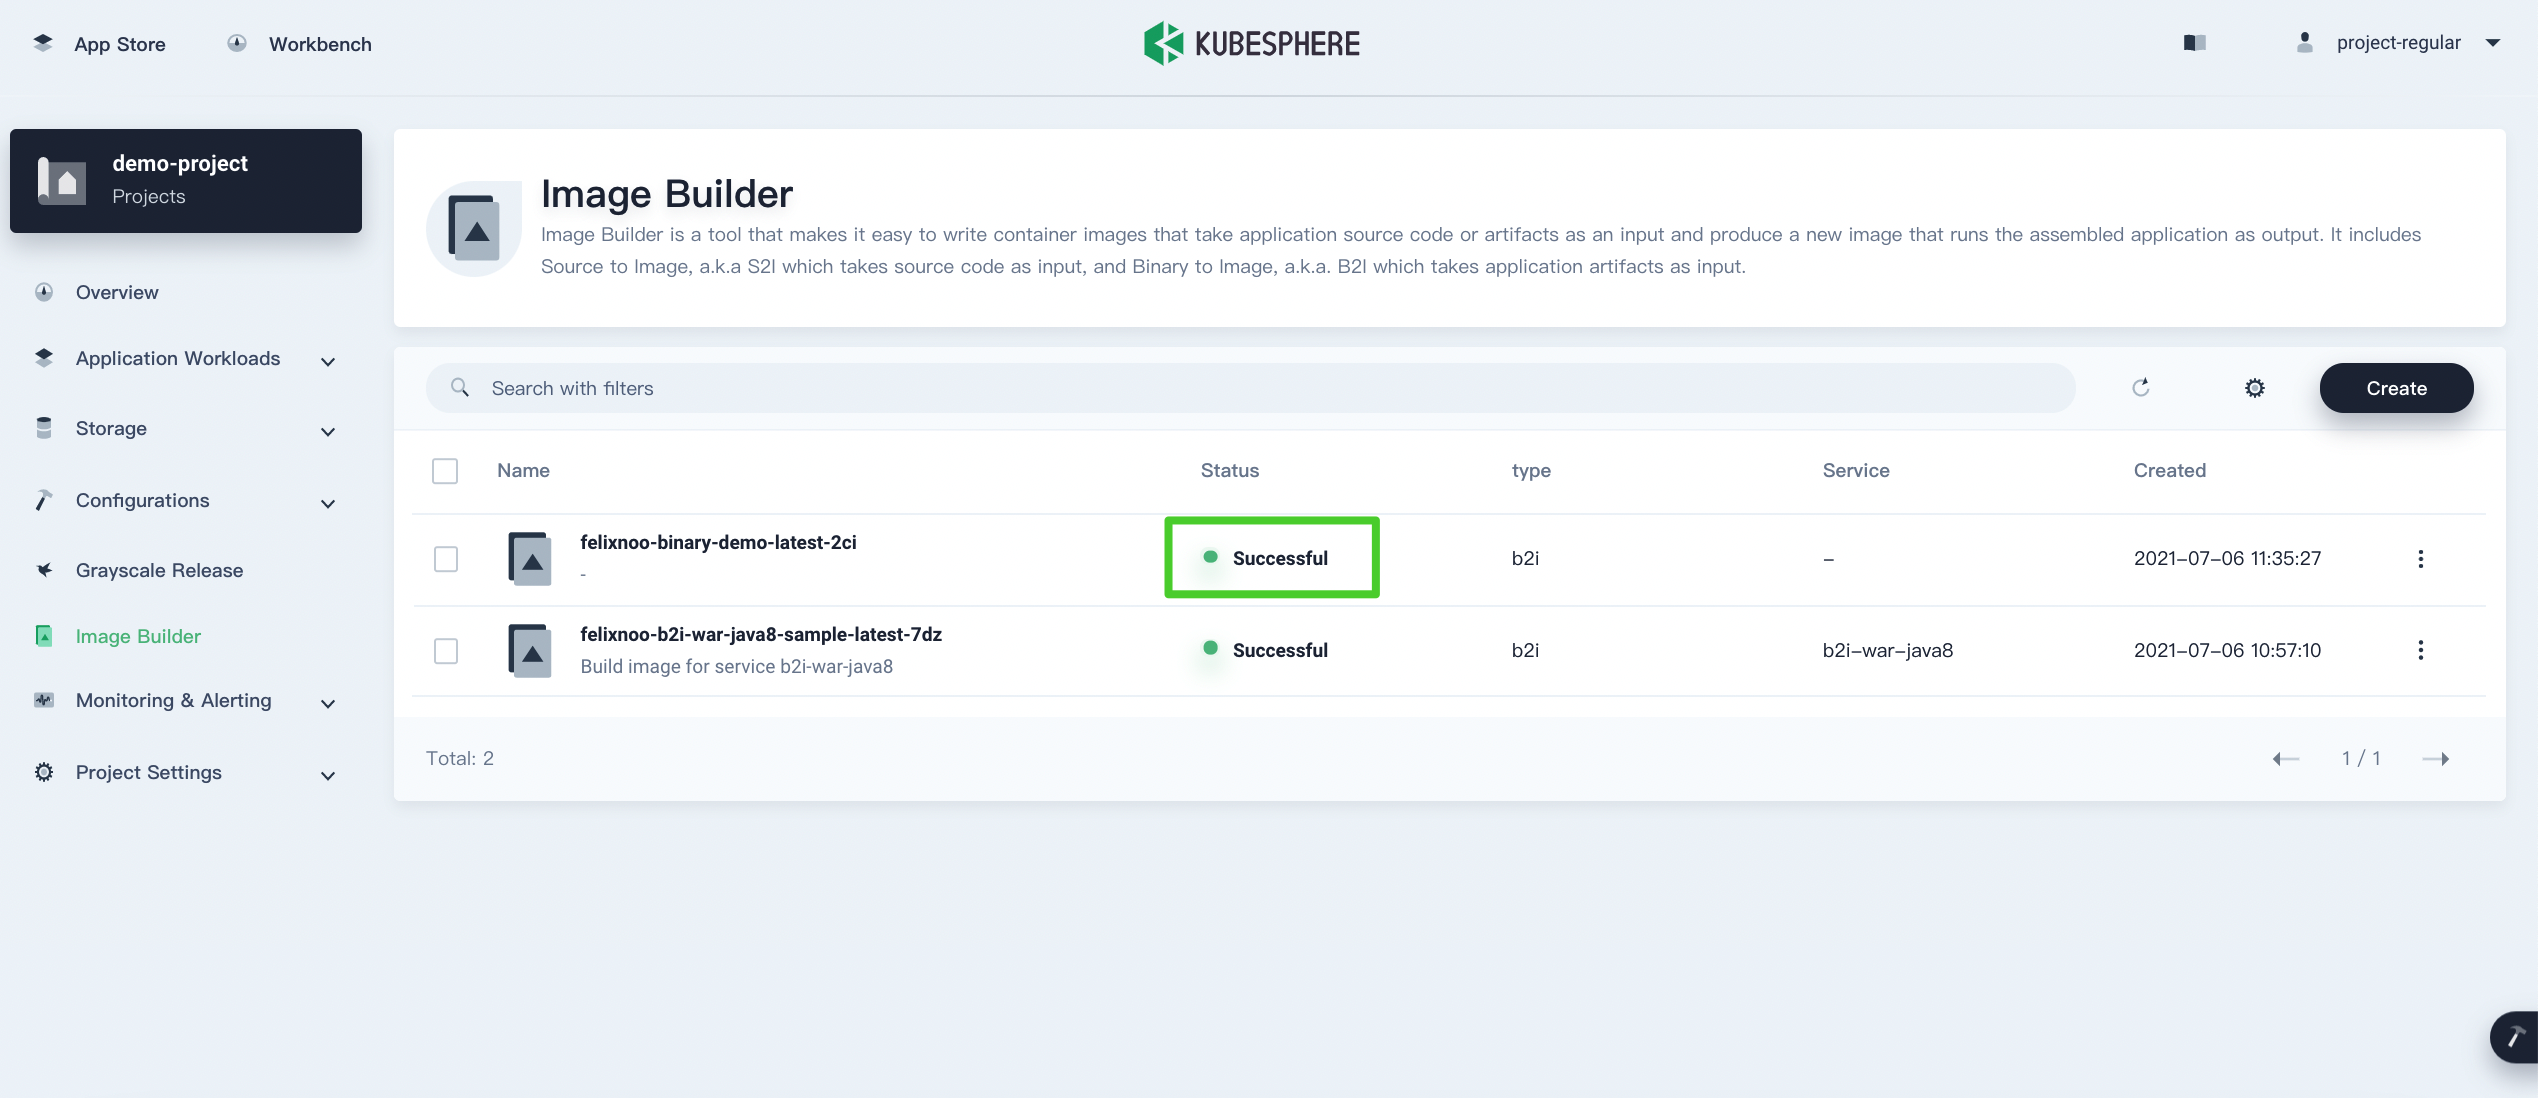 App Store
Workbench
KUBESPHERE
project-regular
demo-project
Projects
Overview
Application Workloads
Storage
Configurations
Grayscale Release
Image Builder
Monitoring & Alerting
Project Settings
Image Builder
Image Builder is a tool that makes it easy to write container images that take application source code or artifacts as an input and produce a new image that runs the assembled application as output. It includes
Source to Image, a.k.a S2I which takes source code as input, and Binary to Image, a.k.a. B2I which takes application artifacts as input.
Search with filters
Create
Name Status type Service Created
felixnoo-binary-demo-latest-2ci
-
Successful b2i – 2021–07–06 11:35:27
felixnoo-b2i-war-java8-sample-latest-7dz
Build image for service b2i-war-java8
Successful b2i b2i–war–java8 2021–07–06 10:57:10
Total: 2
1 / 1